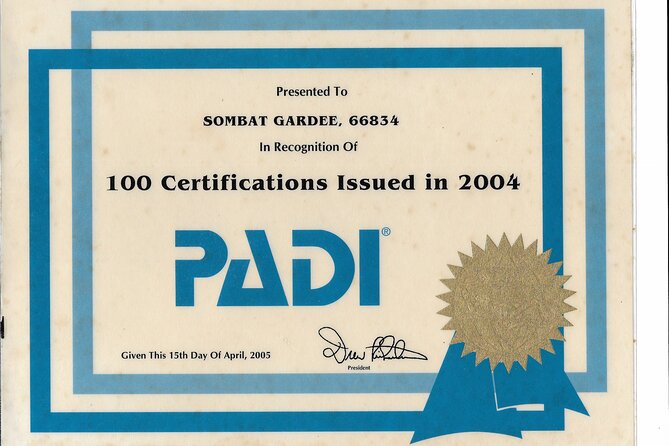 Presented To
SOMBAT GARDEE, 66834
In Recognition Of
100 Certifications Issued in 2004
PADI®
Given This 15th Day Of April, 2005
President